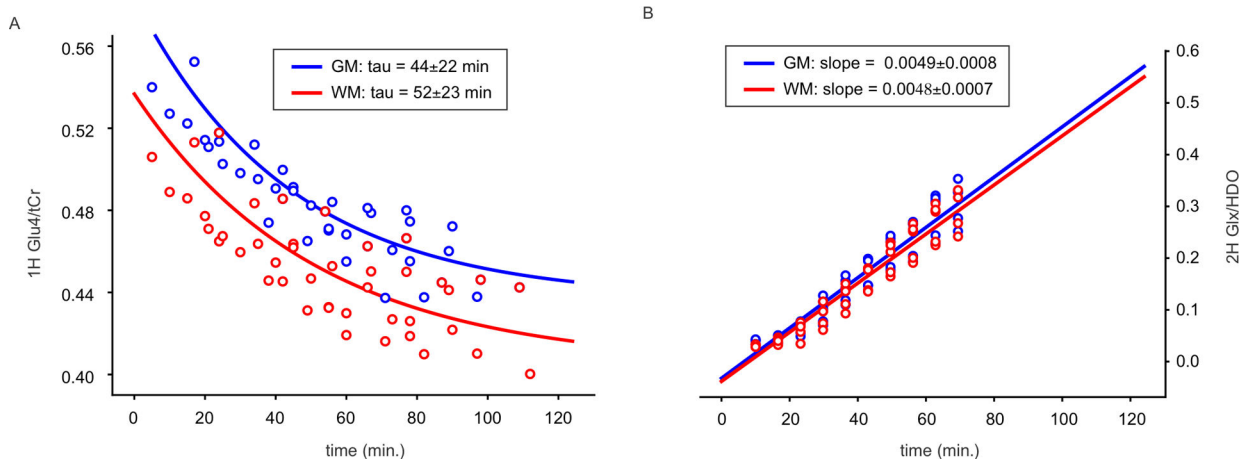 A
1H Glu4/tCr
0.56
0.52
0.48
0.44
0.40
GM: tau = 44±22 min
WM: tau = 52±23 min
0 20 40 60 80 100 120
time (min.)
B
GM: slope = 0.0049±0.0008
WM: slope = 0.0048±0.0007
0.6
0.5
0.4
0.3
0.2
0.1
0.0
2H Glx/HDO
0 20 40 60 80 100 120
time (min.)